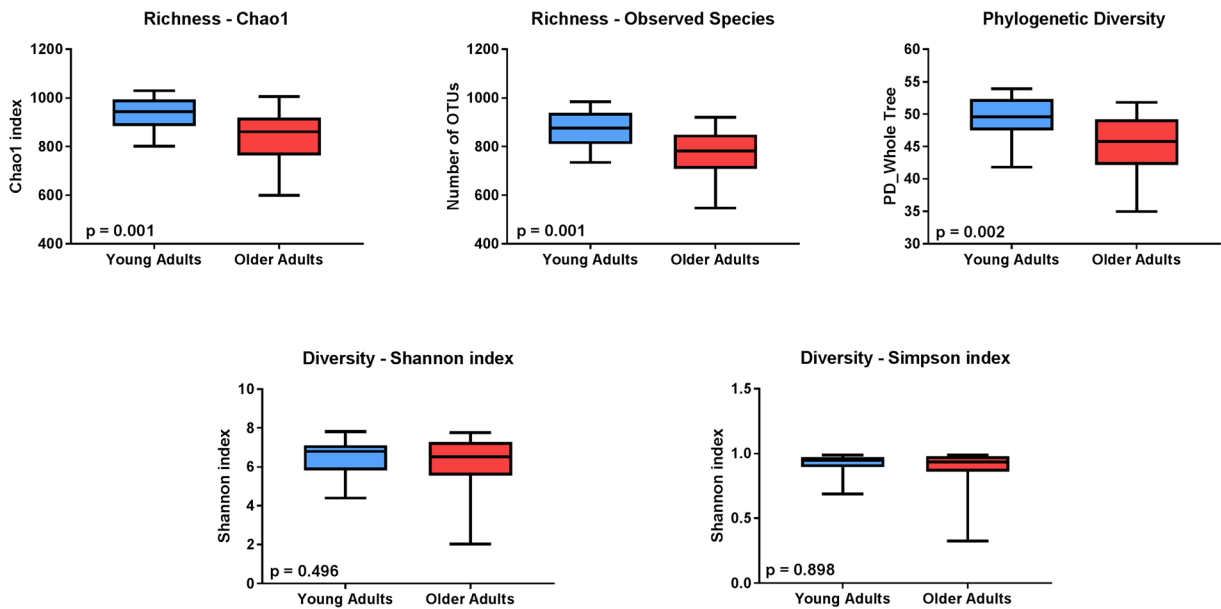 Richness - Chao1
Chao1 index
1200
1000
800
600
400
p = 0.001
Young Adults
Older Adults
Richness - Observed Species
Number of OTUs
1200
1000
800
600
400
p = 0.001
Young Adults
Older Adults
Phylogenetic Diversity
PD_Whole Tree
60
55
50
45
40
35
30
p = 0.002
Young Adults
Older Adults
Diversity - Shannon index
Shannon index
10
8
6
4
2
0
p = 0.496
Young Adults
Older Adults
Diversity - Simpson index
Shannon index
1.5
1.0
0.5
0.0
p = 0.898
Young Adults
Older Adults